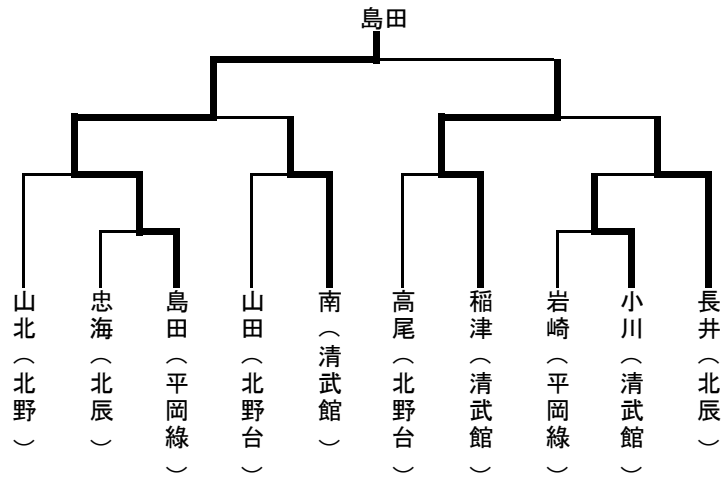 島田
山北（北野）
忠海（北辰）
島田（平岡緑）
山田（北野台）
南（清武館）
高尾（北野台）
稲津（清武館）
岩崎（平岡緑）
小川（清武館）
長井（北辰）